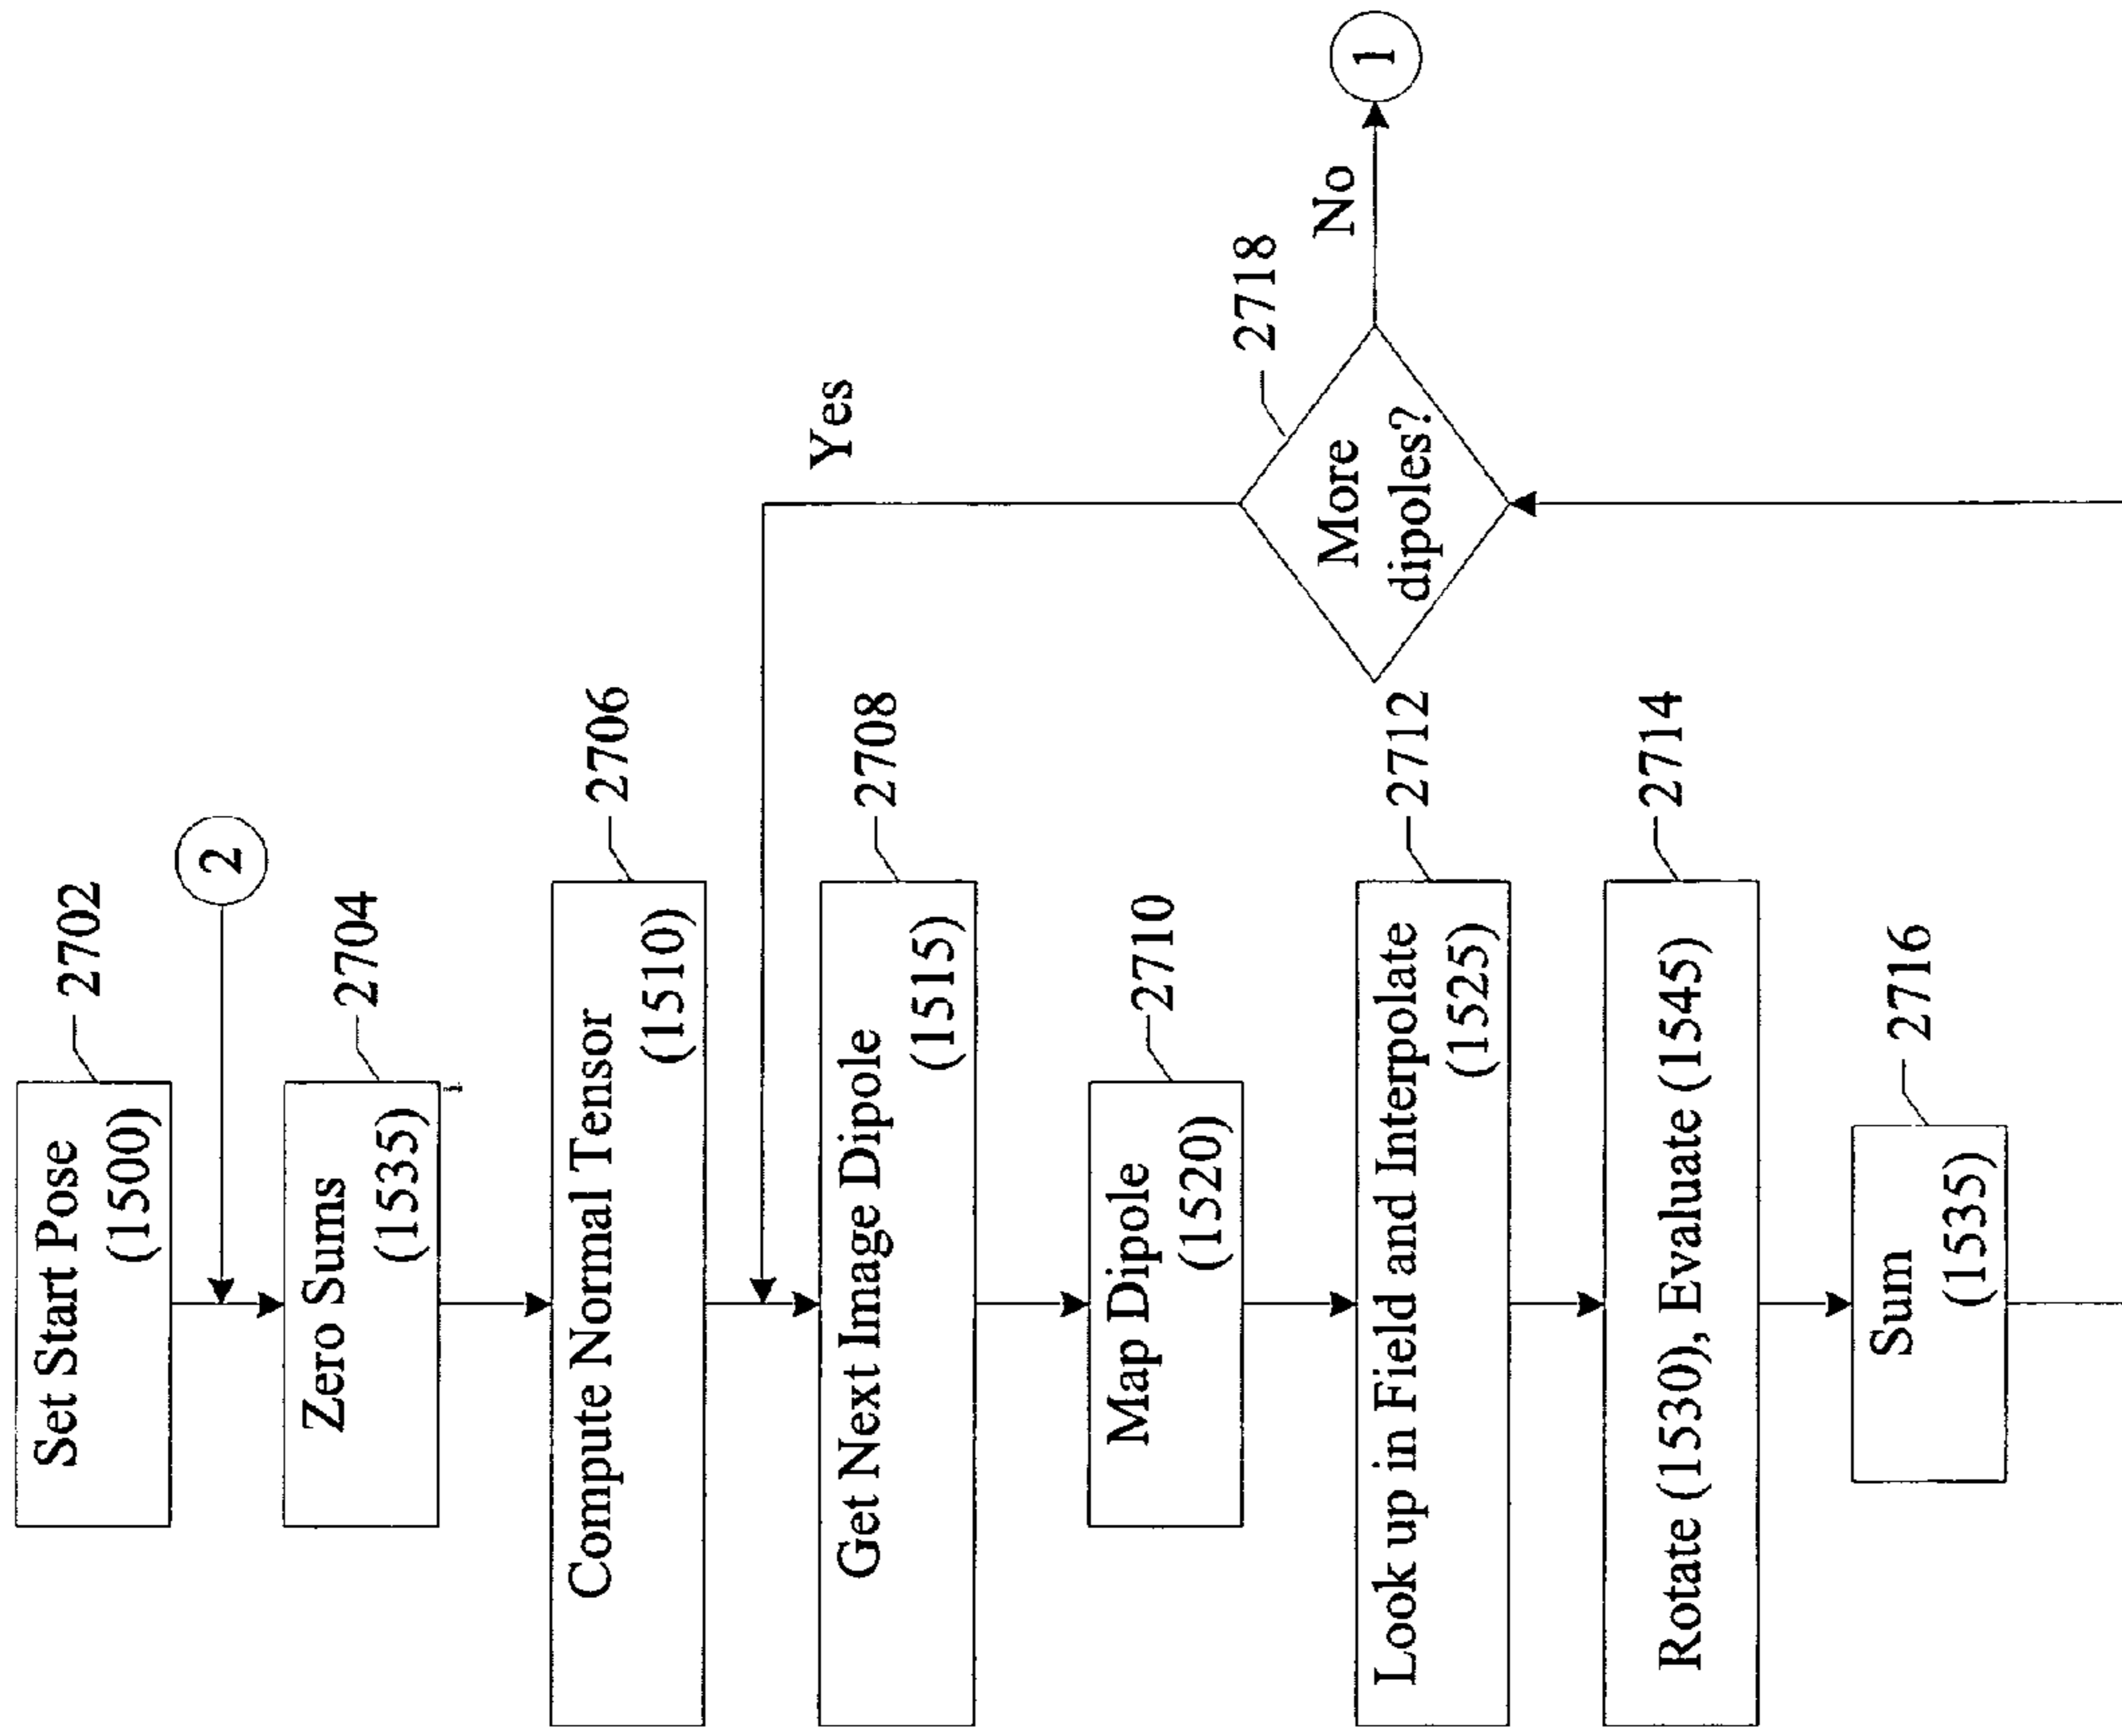 Set Start Pose
(1500)
2702
2
Zero Sums
(1535)
2704
Compute Normal Tensor
(1510)
2706
Get Next Image Dipole
(1515)
2708
Map Dipole
(1520)
2710
Look up in Field and Interpolate
(1525)
2712
Rotate (1530), Evaluate (1545)
2714
Sum
(1535)
2716
More
dipoles?
2718
Yes
No
1